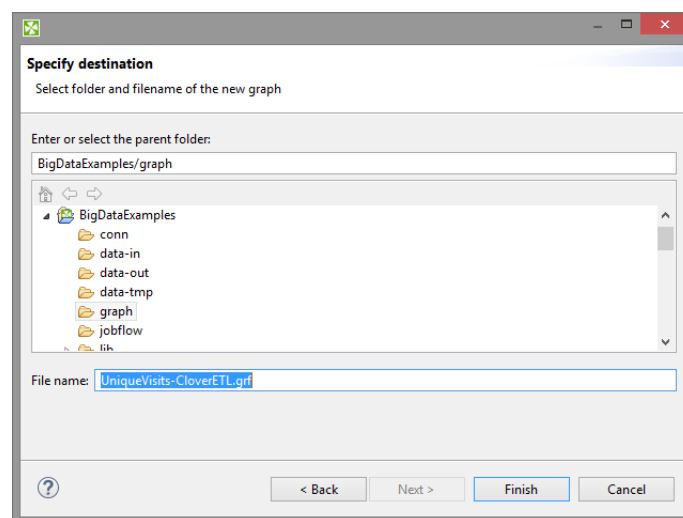 Specify destination
Select folder and filename of the new graph
Enter or select the parent folder:
BigDataExamples/graph
BigDataExamples
conn
data-in
data-out
data-tmp
graph
jobflow
lib
File name: UniqueVisits-CloverETL.grf
< Back Next > Finish Cancel